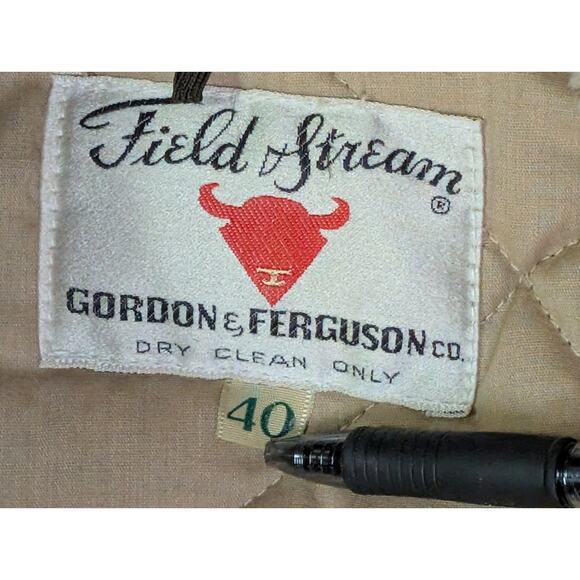 Field & Stream ®
GORDON & FERGUSON CO.
DRY CLEAN ONLY
40